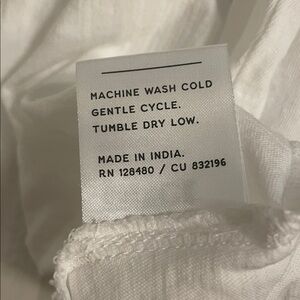 MACHINE WASH COLD
GENTLE CYCLE.
TUMBLE DRY LOW.
MADE IN INDIA.
RN 128480 / CU 832196